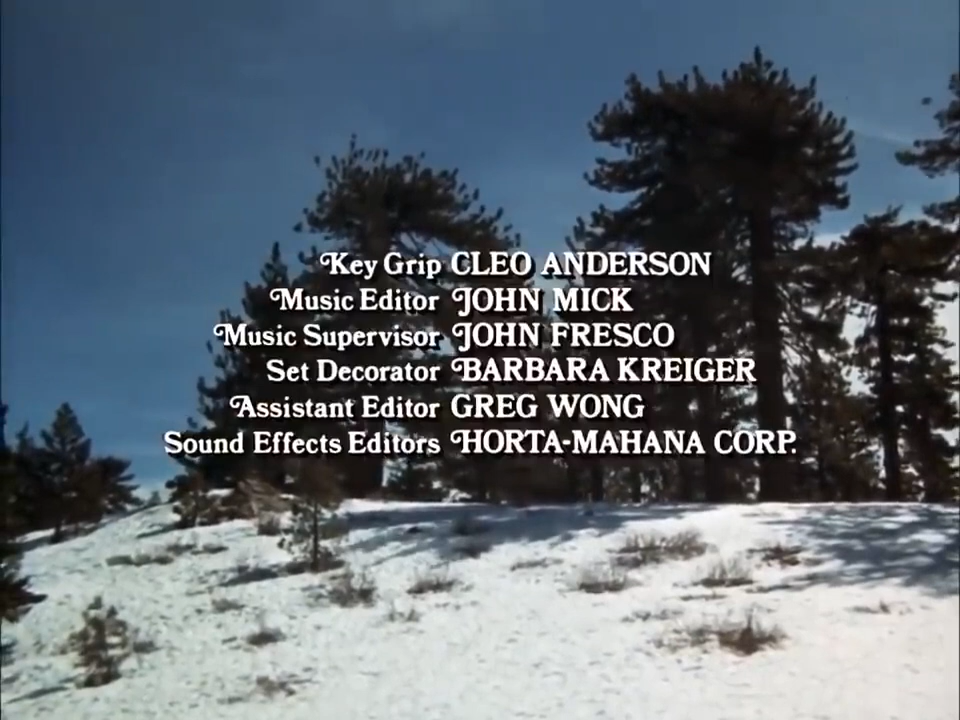 Key Grip CLEO ANDERSON
Music Editor JOHN MICK
Music Supervisor JOHN FRESCO
Set Decorator BARBARA KREIGER
Assistant Editor GREG WONG
Sound Effects Editors HORTA-MAHANA CORP.